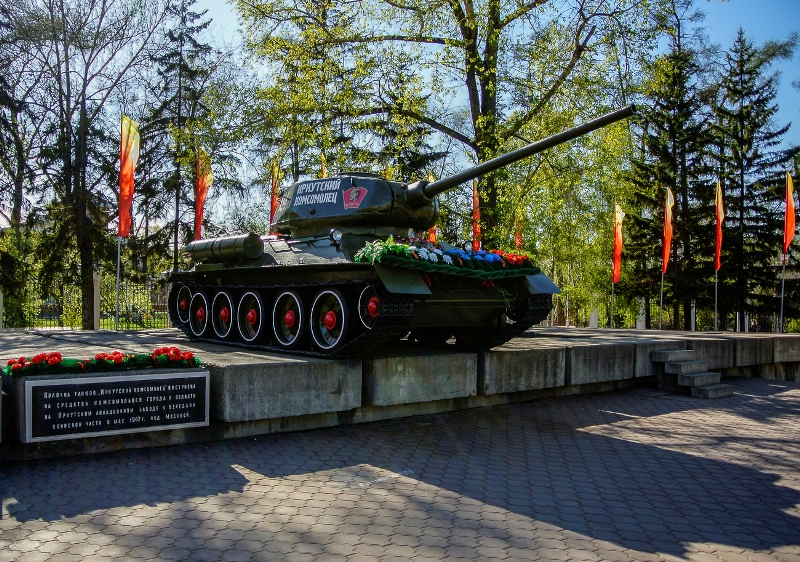 ИРКУТСКИЙ
КОМСОМОЛЕЦ
Колонна танков „Иркутский комсомолец" построена
на средства комсомольцев города и области
на Иркутском авиационном заводе и передана
воинской части в мае 1942 г. под Москвой